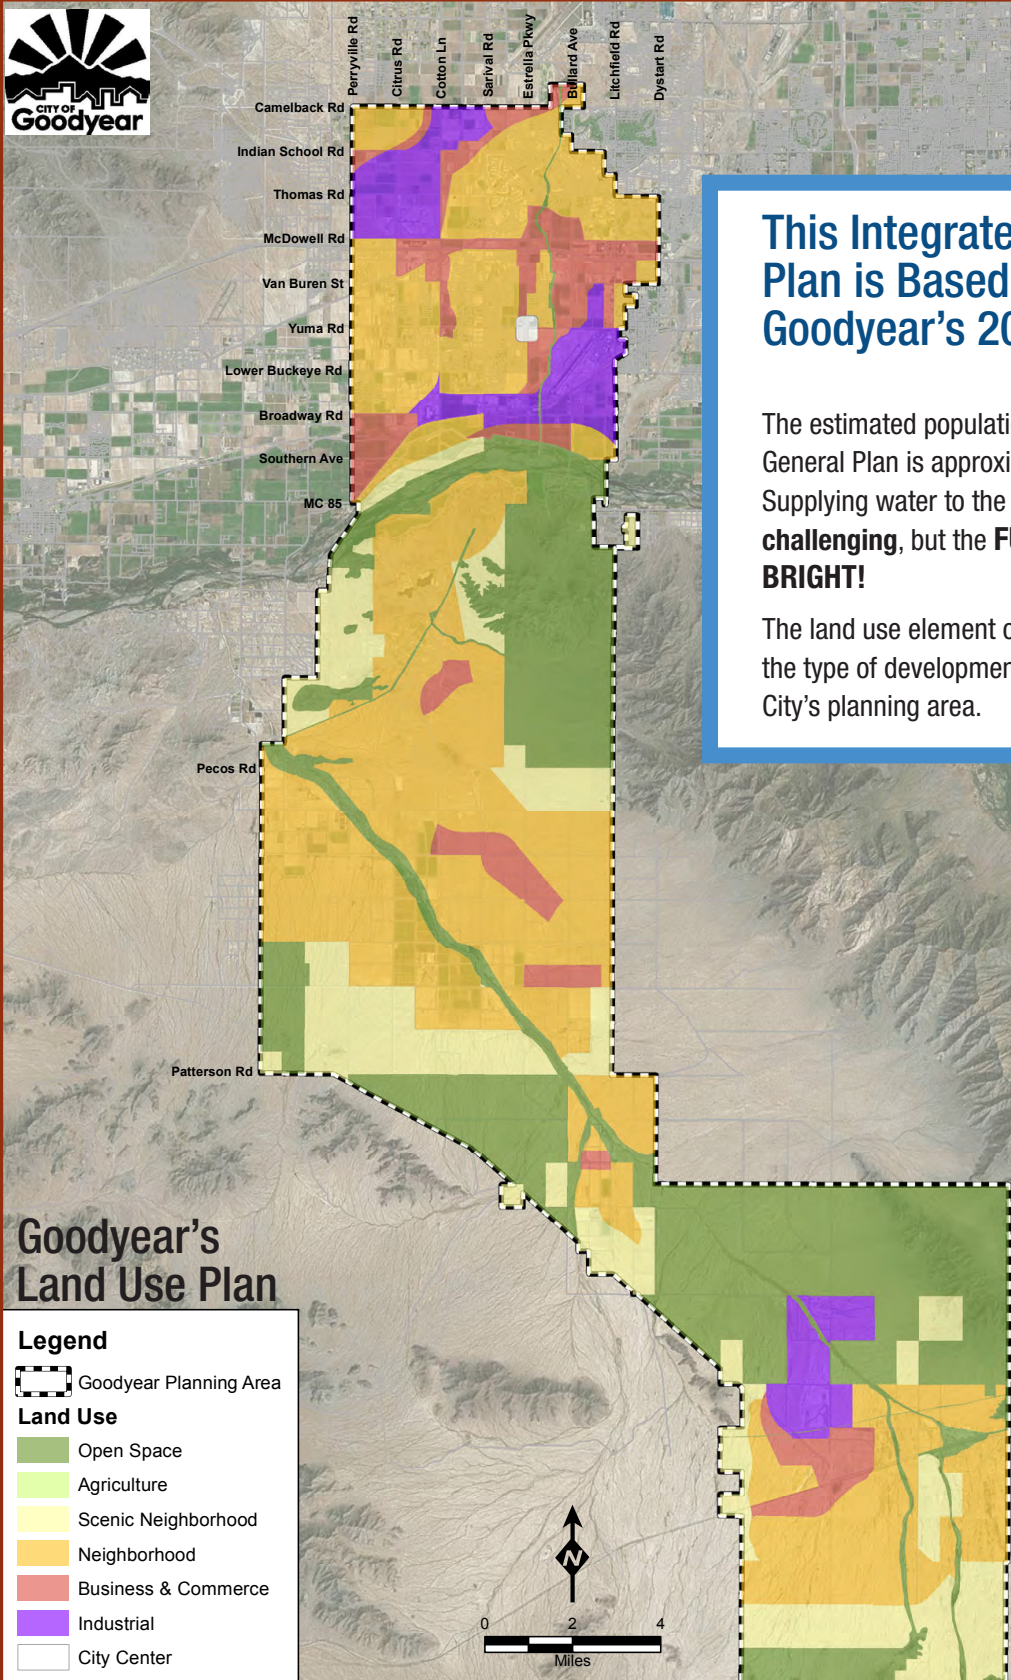 CITY OF
Goodyear
Perryville Rd
Citrus Rd
Cotton Ln
Sarival Rd
Estrella Pkwy
Bullard Ave
Litchfield Rd
Dystart Rd
Camelback Rd
Indian School Rd
Thomas Rd
McDowell Rd
Van Buren St
Yuma Rd
Lower Buckeye Rd
Broadway Rd
Southern Ave
MC 85
Pecos Rd
Patterson Rd
This Integrate
Plan is Based
Goodyear's 20
The estimated populati
General Plan is approxi
Supplying water to the
challenging, but the FU
BRIGHT!
The land use element o
the type of developmen
City's planning area.
Goodyear's
Land Use Plan
Legend
Goodyear Planning Area
Land Use
Open Space
Agriculture
Scenic Neighborhood
Neighborhood
Business & Commerce
Industrial
City Center
N
0 2 4
Miles